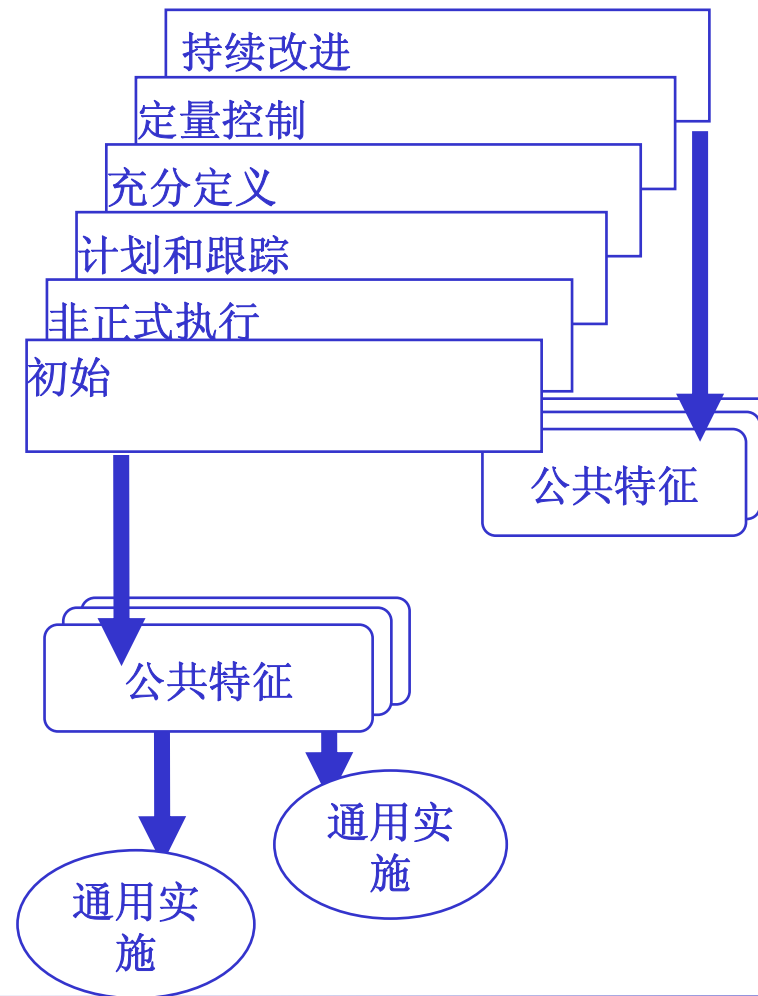 持续改进
定量控制
充分定义
计划和跟踪
非正式执行
初始
公共特征
公共特征
通用实
施
通用实
施